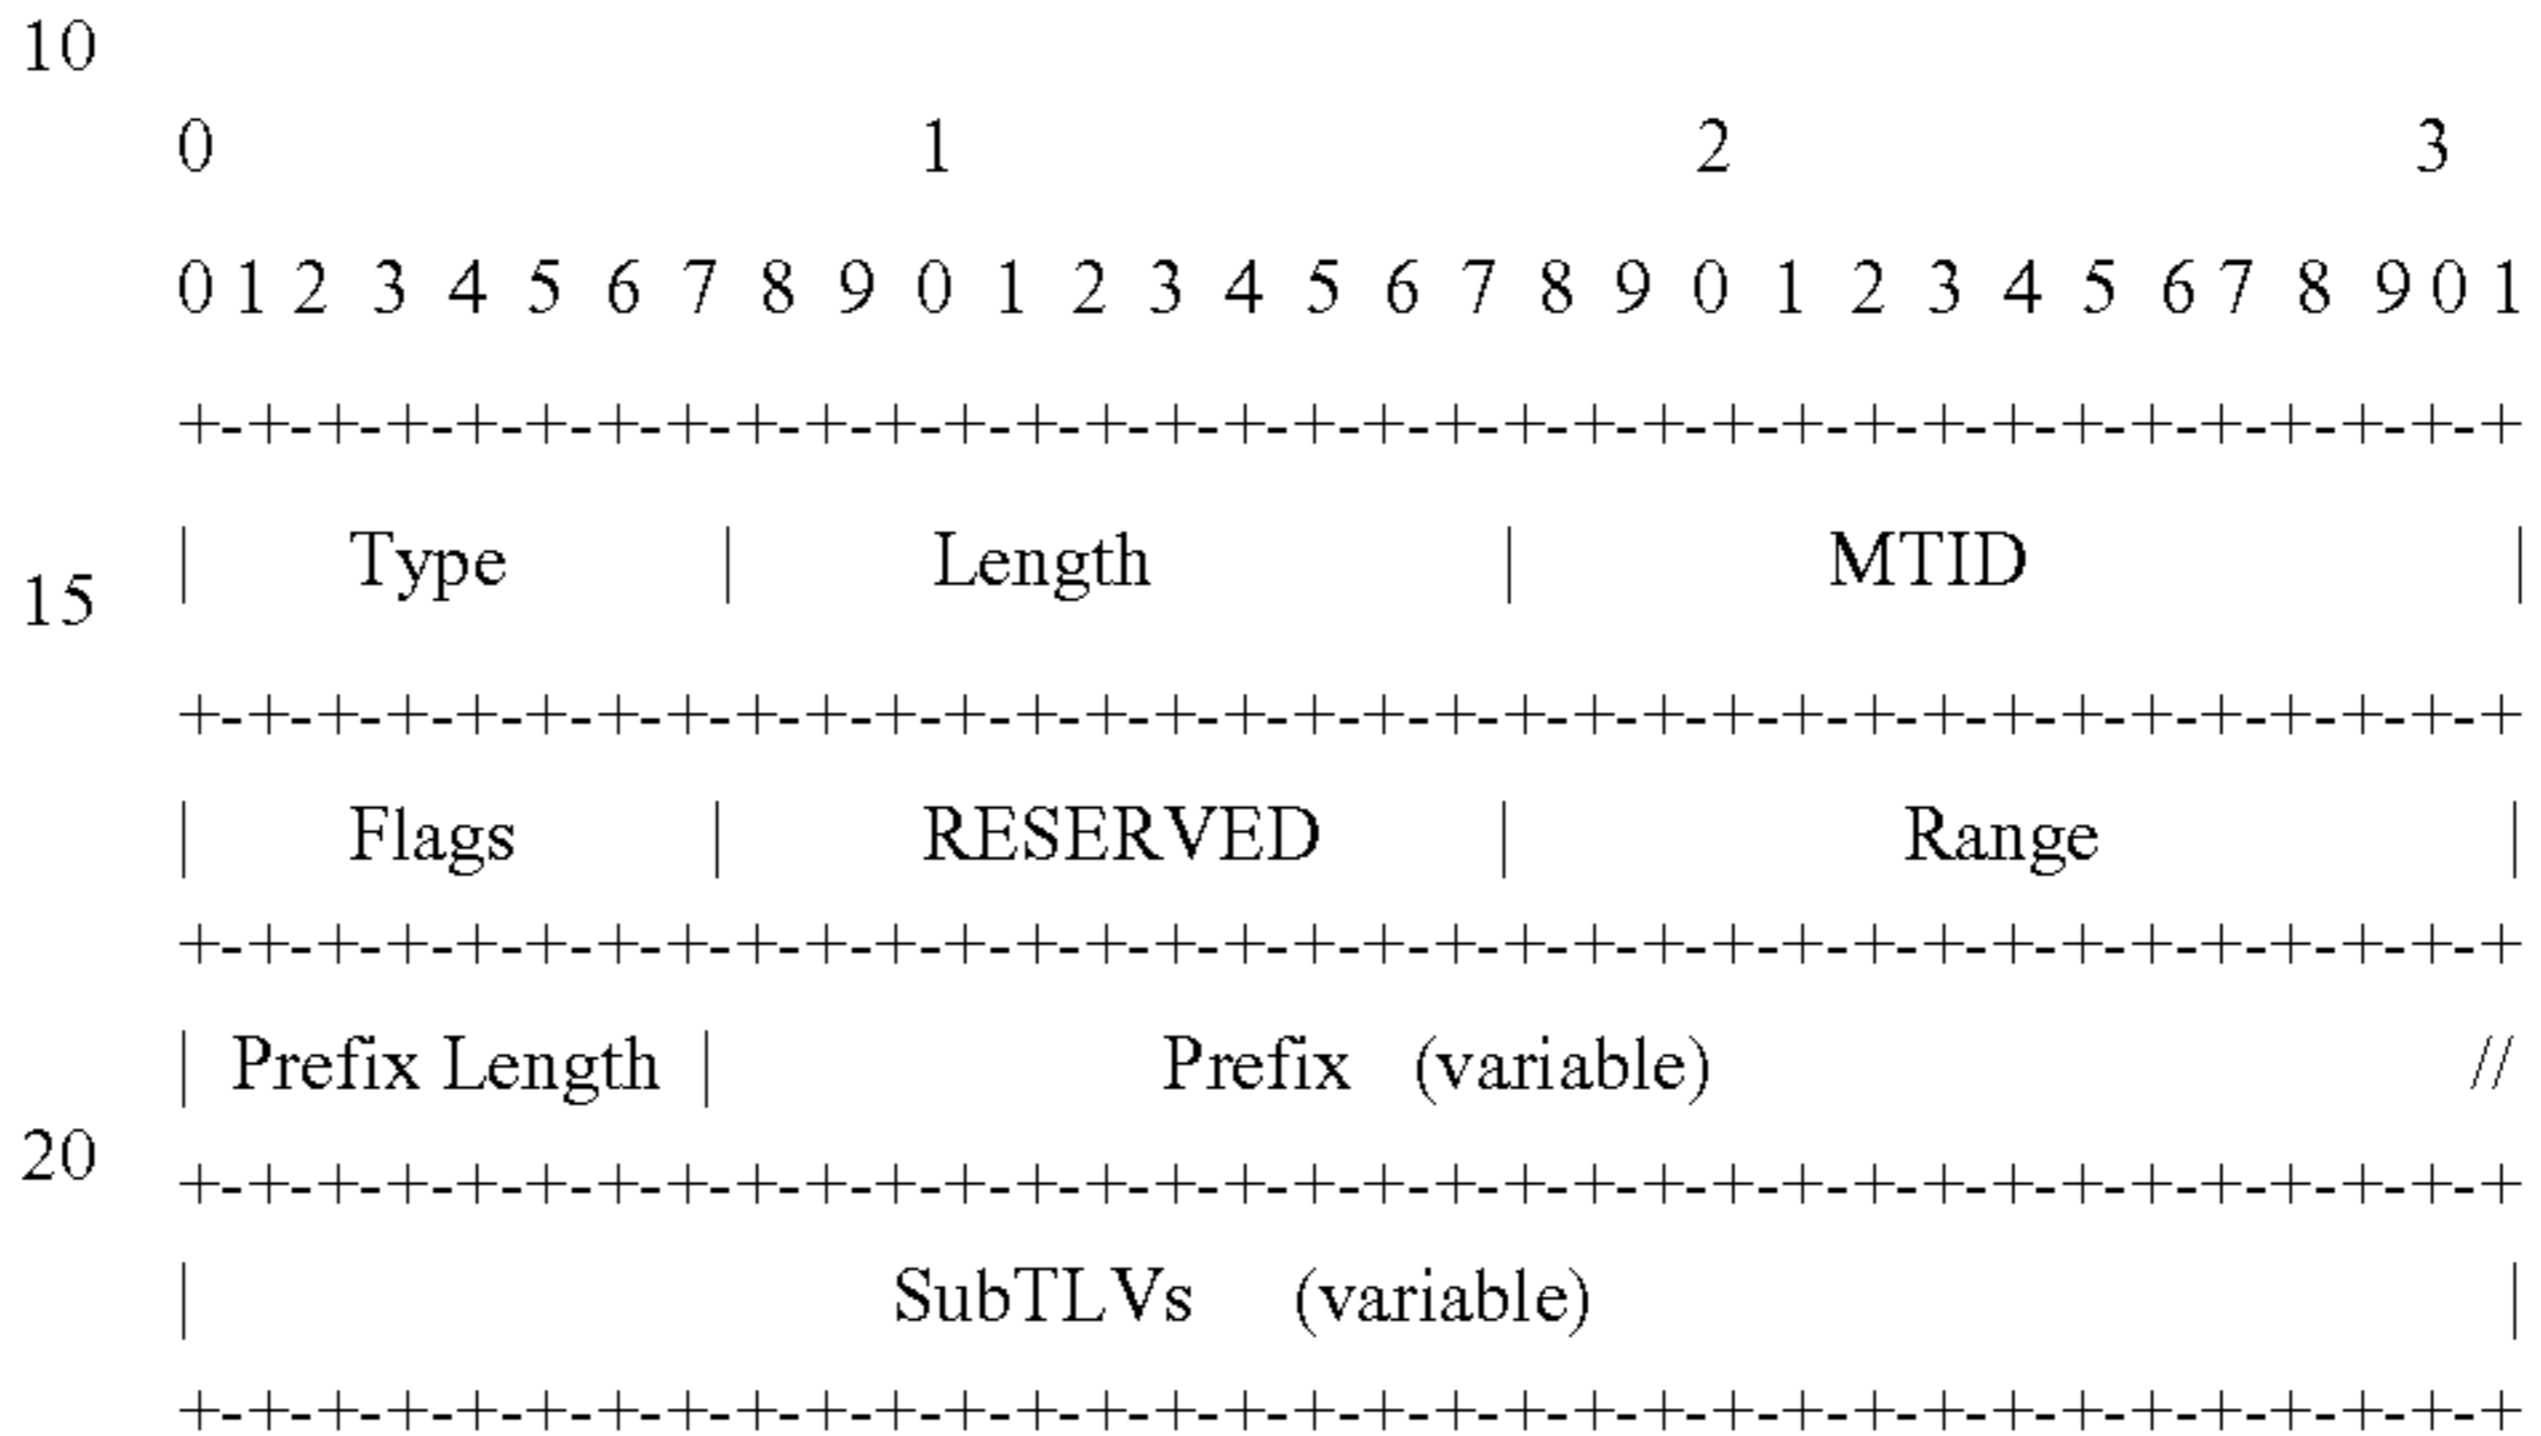 10
0 1 2 3
0 1 2 3 4 5 6 7 8 9 0 1 2 3 4 5 6 7 8 9 0 1 2 3 4 5 6 7 8 9 0 1
+-+-+-+-+-+-+-+-+-+-+-+-+-+-+-+-+-+-+-+-+-+-+-+-+-+-+-+-+-+-+-+-+-+-+
| Type | Length | MTID |
15
+-+-+-+-+-+-+-+-+-+-+-+-+-+-+-+-+-+-+-+-+-+-+-+-+-+-+-+-+-+-+-+-+-+-+
| Flags | RESERVED | Range |
+-+-+-+-+-+-+-+-+-+-+-+-+-+-+-+-+-+-+-+-+-+-+-+-+-+-+-+-+-+-+-+-+-+-+
| Prefix Length | Prefix (variable) //
20
+-+-+-+-+-+-+-+-+-+-+-+-+-+-+-+-+-+-+-+-+-+-+-+-+-+-+-+-+-+-+-+-+-+-+
| SubTLVs (variable) |
+-+-+-+-+-+-+-+-+-+-+-+-+-+-+-+-+-+-+-+-+-+-+-+-+-+-+-+-+-+-+-+-+-+-+